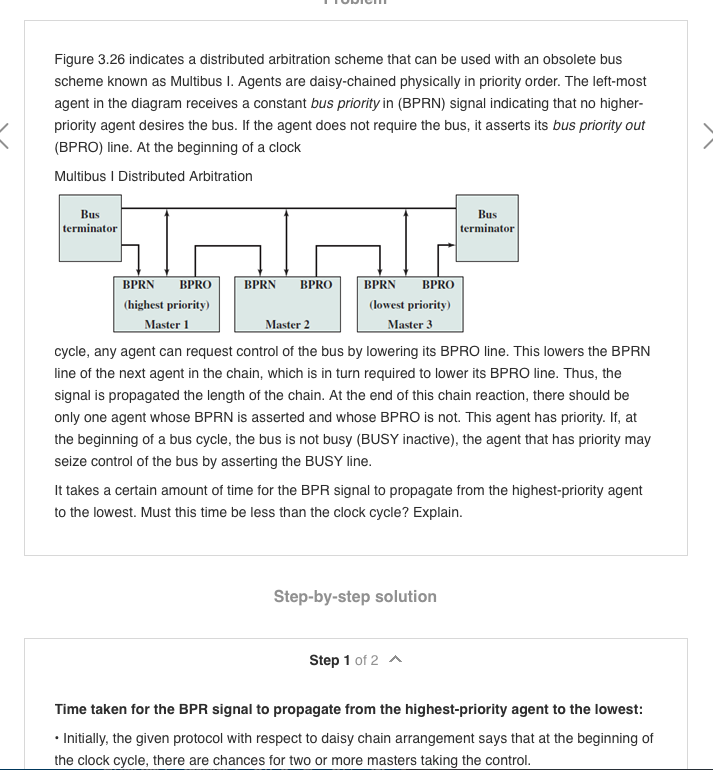 Problem
Figure 3.26 indicates a distributed arbitration scheme that can be used with an obsolete bus
scheme known as Multibus I. Agents are daisy-chained physically in priority order. The left-most
agent in the diagram receives a constant bus priority in (BPRN) signal indicating that no higher-
priority agent desires the bus. If the agent does not require the bus, it asserts its bus priority out
(BPRO) line. At the beginning of a clock
Multibus I Distributed Arbitration
Bus
terminator
Bus
terminator
BPRN BPRO
(highest priority)
Master 1
BPRN BPRO
Master 2
BPRN BPRO
(lowest priority)
Master 3
cycle, any agent can request control of the bus by lowering its BPRO line. This lowers the BPRN
line of the next agent in the chain, which is in turn required to lower its BPRO line. Thus, the
signal is propagated the length of the chain. At the end of this chain reaction, there should be
only one agent whose BPRN is asserted and whose BPRO is not. This agent has priority. If, at
the beginning of a bus cycle, the bus is not busy (BUSY inactive), the agent that has priority may
seize control of the bus by asserting the BUSY line.
It takes a certain amount of time for the BPR signal to propagate from the highest-priority agent
to the lowest. Must this time be less than the clock cycle? Explain.
Step-by-step solution
Step 1 of 2
Time taken for the BPR signal to propagate from the highest-priority agent to the lowest:
• Initially, the given protocol with respect to daisy chain arrangement says that at the beginning of
the clock cycle, there are chances for two or more masters taking the control.